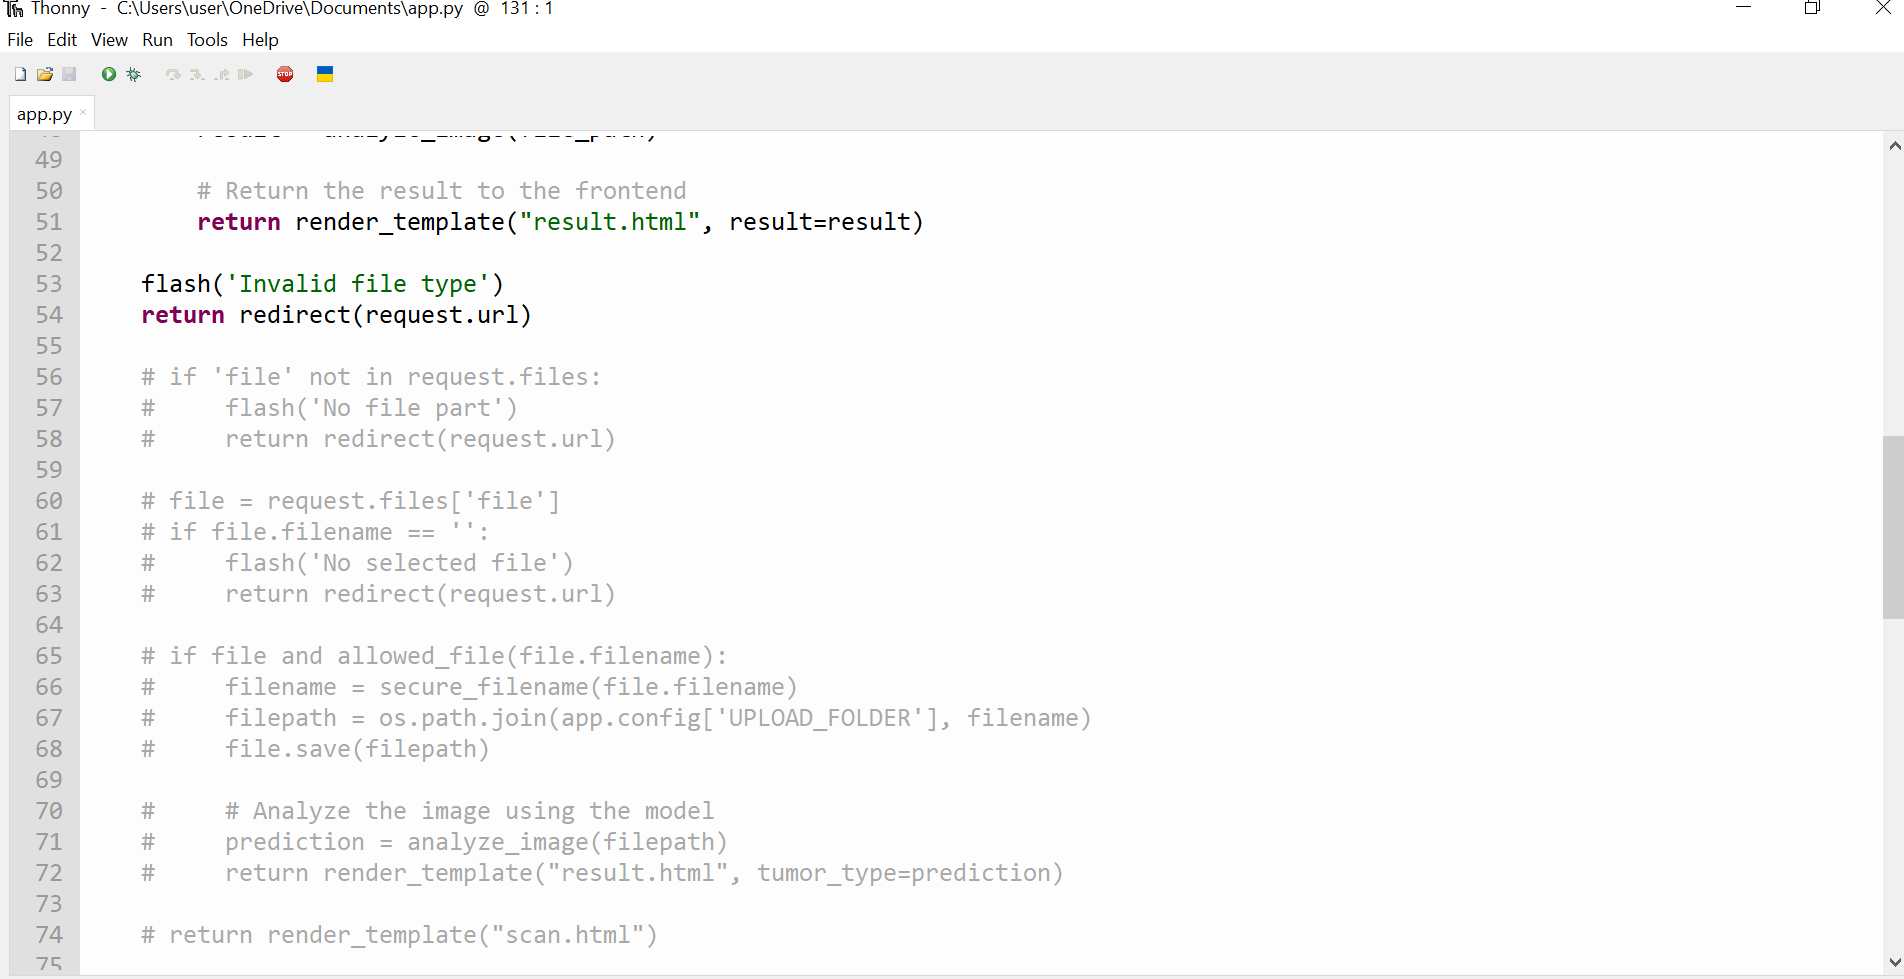 Thonny - C:\Users\user\OneDrive\Documents\app.py @ 131 : 1
File Edit View Run Tools Help
STOP
app.py ×
49
50 # Return the result to the frontend
51 return render_template("result.html", result=result)
52
53 flash('Invalid file type')
54 return redirect(request.url)
55
56 # if 'file' not in request.files:
57 # flash('No file part')
58 # return redirect(request.url)
59
60 # file = request.files['file']
61 # if file.filename == '':
62 # flash('No selected file')
63 # return redirect(request.url)
64
65 # if file and allowed_file(file.filename):
66 # filename = secure_filename(file.filename)
67 # filepath = os.path.join(app.config['UPLOAD_FOLDER'], filename)
68 # file.save(filepath)
69
70 # # Analyze the image using the model
71 # prediction = analyze_image(filepath)
72 # return render_template("result.html", tumor_type=prediction)
73
74 # return render_template("scan.html")
75